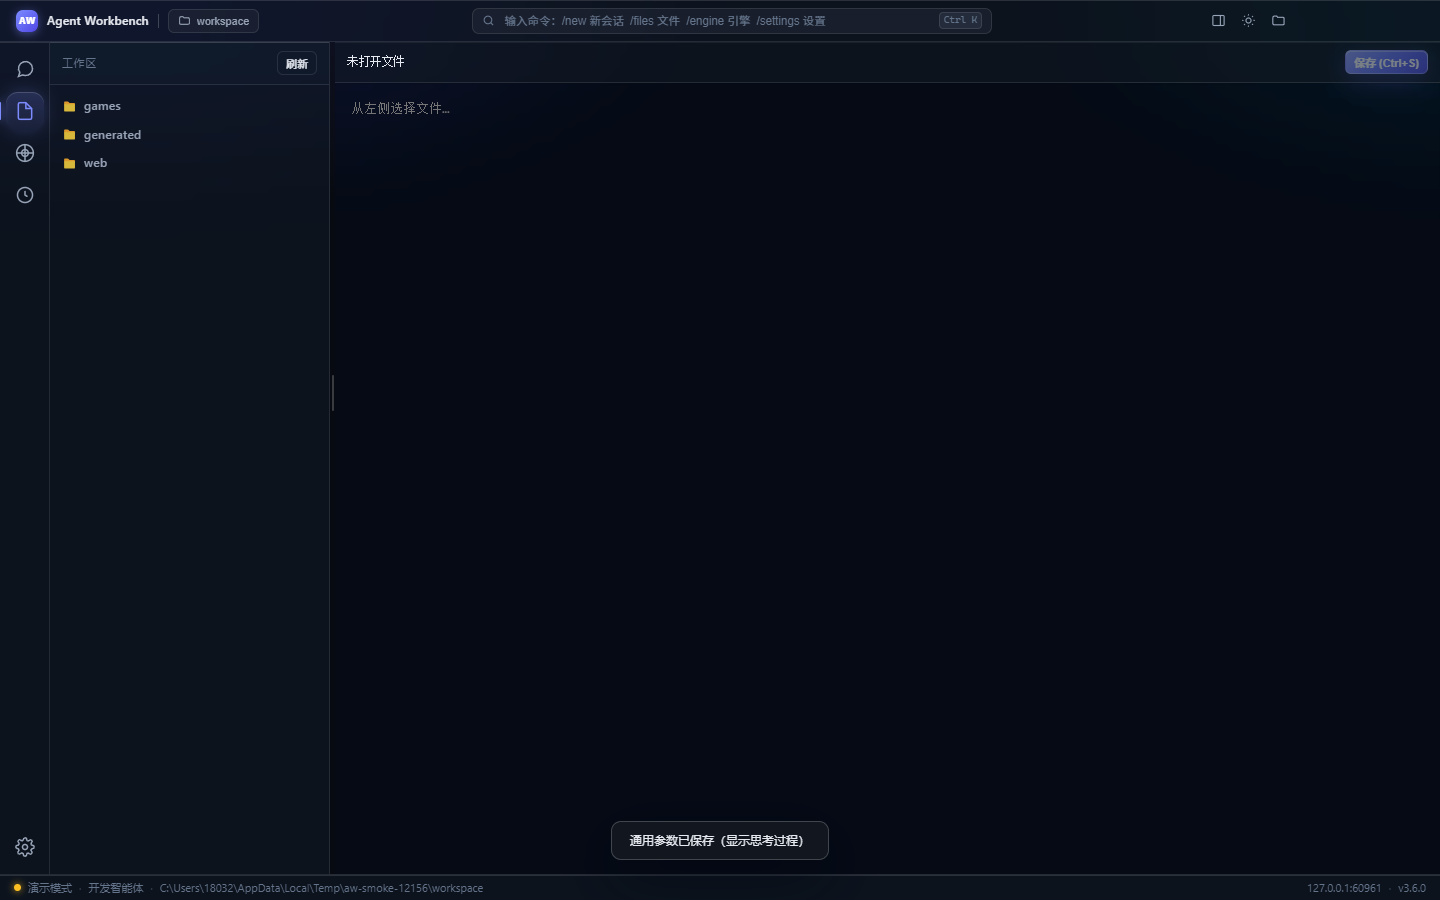 AW Agent Workbench workspace 输入命令: /new 新会话 /files 文件 /engine 引擎 /settings 设置 Ctrl K
工作区 刷新 未打开文件 保存 (Ctrl+S)
games
generated
web
从左侧选择文件...
通用参数已保存（显示思考过程）
演示模式 · 开发智能体 · C:\Users\18032\AppData\Local\Temp\aw-smoke-12156\workspace 127.0.0.1:60961 · v3.6.0